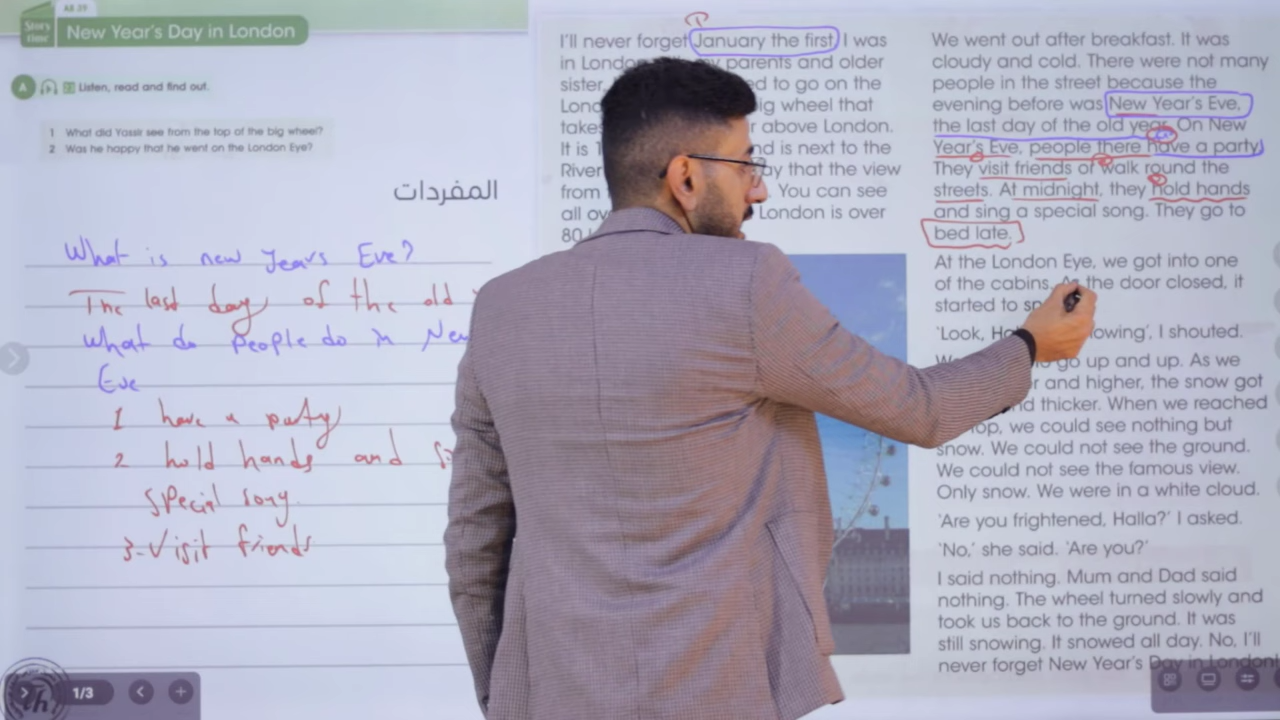 AB 39
Story time
New Year's Day in London
A
Listen, read and find out.
1 What did Yassir see from the top of the big wheel?
2 Was he happy that he went on the London Eye?
المفردات
What is new Years Eve?
The last day of the old
What do people do in New
Eve
1 have a party
2 hold hands and
special song
3-Visit friends
1/3
I'll never forget January the first. I was
in London parents and older
sister, to go on the
big wheel that
takes above London.
It is next to the
River that the view
from You can see
all London is over
80
We went out after breakfast. It was
cloudy and cold. There were not many
people in the street because the
evening before was New Year's Eve,
the last day of the old year. On New
Year's Eve, people there have a party.
They visit friends or walk round the
streets. At midnight, they hold hands
and sing a special song. They go to
bed late.
At the London Eye, we got into one
of the cabins. As the door closed, it
started to
'Look, I shouted.
go up and up. As we
and higher, the snow got
thicker. When we reached
top, we could see nothing but
snow. We could not see the ground.
We could not see the famous view.
Only snow. We were in a white cloud.
'Are you frightened, Halla?' I asked.
'No,' she said. 'Are you?'
I said nothing. Mum and Dad said
nothing. The wheel turned slowly and
took us back to the ground. It was
still snowing. It snowed all day. No, I'll
never forget New Year's Day in London!